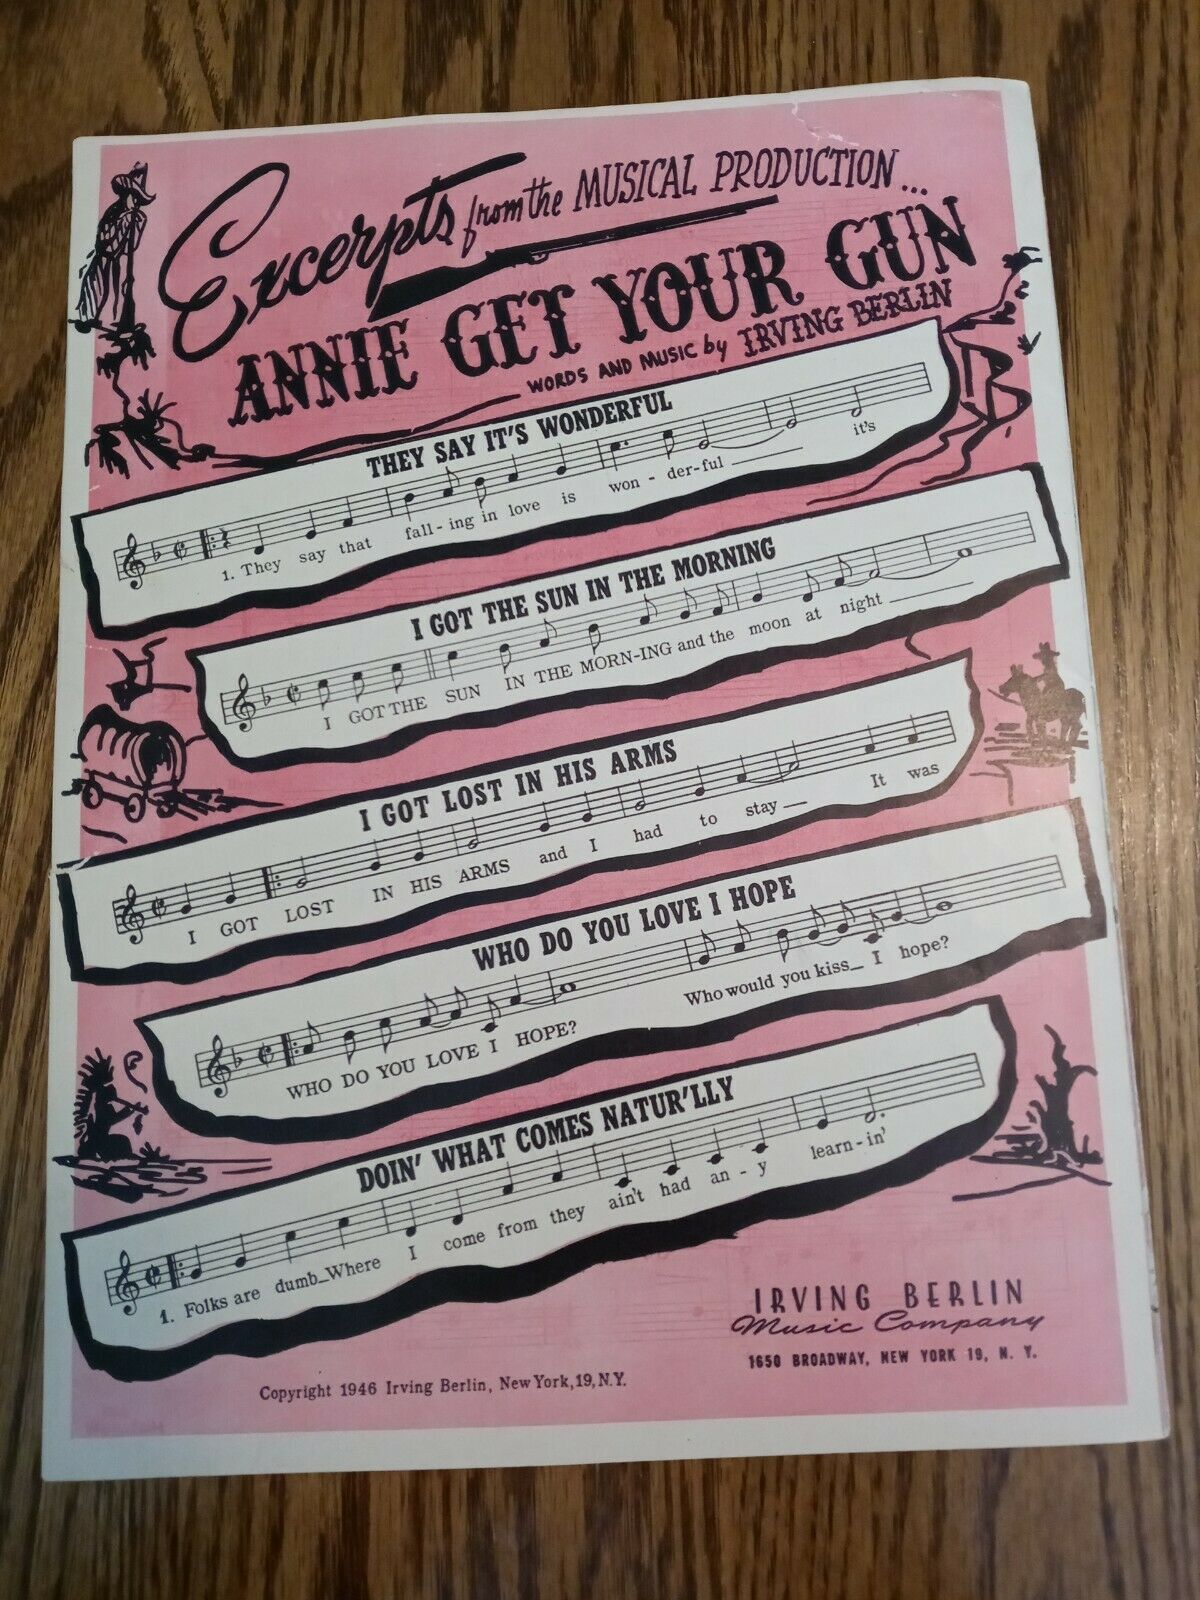 Excerpts from the MUSICAL PRODUCTION...
ANNIE GET YOUR GUN
WORDS AND MUSIC by IRVING BERLIN
THEY SAY IT'S WONDERFUL
1. They say that fall - ing in love is won - der-ful it's
I GOT THE SUN IN THE MORNING
I GOT THE SUN IN THE MORN-ING and the moon at night
I GOT LOST IN HIS ARMS
I GOT LOST IN HIS ARMS and I had to stay It was
WHO DO YOU LOVE I HOPE
WHO DO YOU LOVE I HOPE? Who would you kiss I hope?
DOIN' WHAT COMES NATUR'LLY
1. Folks are dumb Where I come from they ain't had an - y learn-in'
IRVING BERLIN
Music Company
1650 BROADWAY, NEW YORK 19, N. Y.
Copyright 1946 Irving Berlin, New York, 19, N.Y.